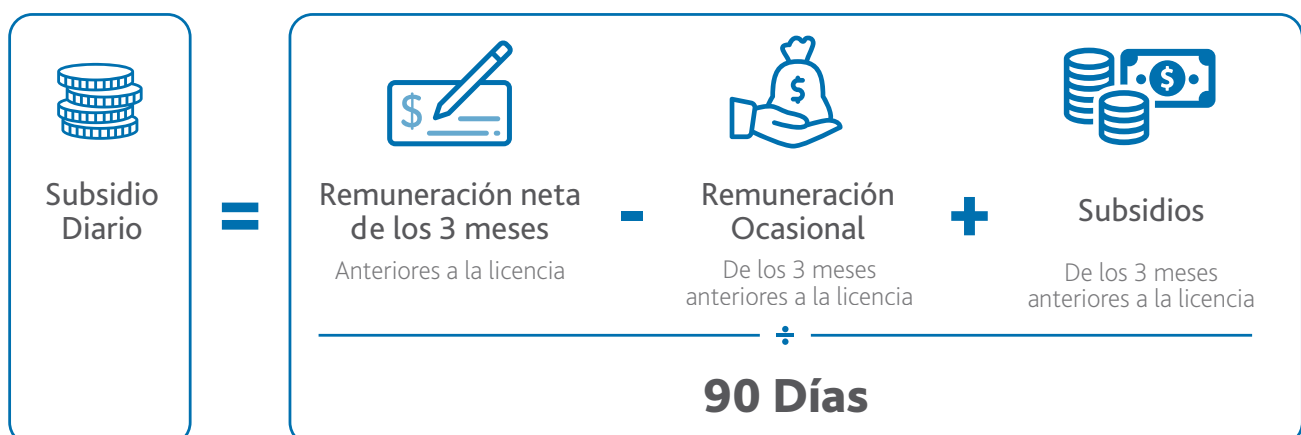 Subsidio
Diario
=
Remuneración neta
de los 3 meses
Anteriores a la licencia
-
Remuneración
Ocasional
De los 3 meses
anteriores a la licencia
+
Subsidios
De los 3 meses
anteriores a la licencia
÷
90 Días
$
$
$